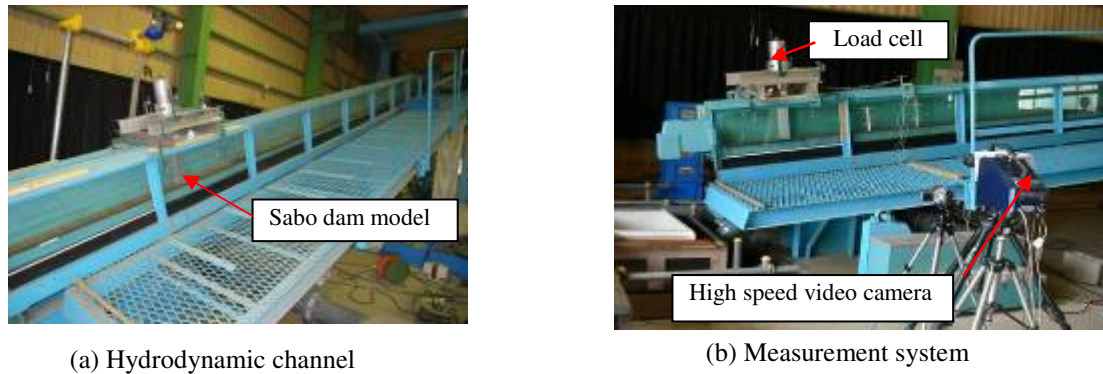 Load cell
Sabo dam model
High speed video camera
(a) Hydrodynamic channel
(b) Measurement system